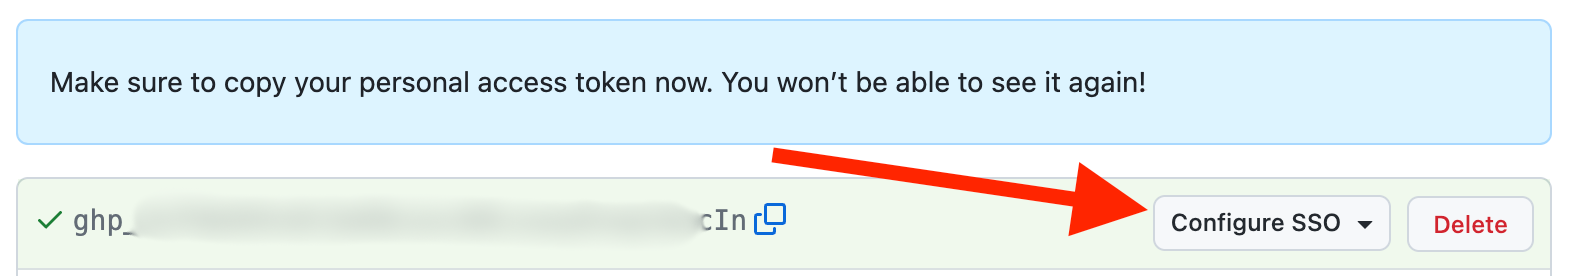 Make sure to copy your personal access token now. You won’t be able to see it again!
ghp_ cIn Configure SSO Delete